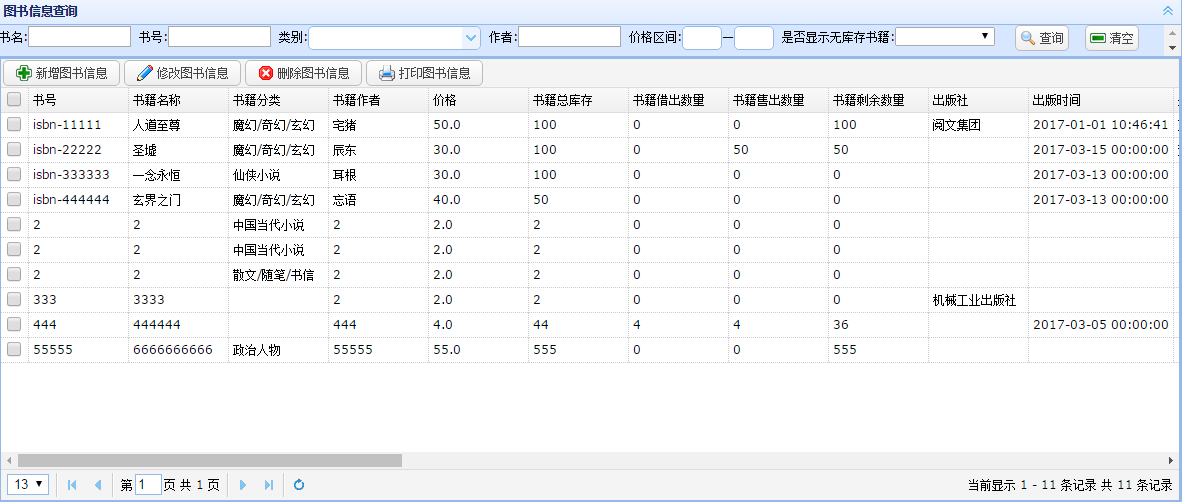 图书信息查询
书名: 书号: 类别: 作者: 价格区间: — 是否显示无库存书籍: 查询 清空
新增图书信息 修改图书信息 删除图书信息 打印图书信息
书号 书籍名称 书籍分类 书籍作者 价格 书籍总库存 书籍借出数量 书籍售出数量 书籍剩余数量 出版社 出版时间
isbn-11111 人道至尊 魔幻/奇幻/玄幻 宅猪 50.0 100 0 0 100 阅文集团 2017-01-01 10:46:41
isbn-22222 圣墟 魔幻/奇幻/玄幻 辰东 30.0 100 0 50 50 2017-03-15 00:00:00
isbn-333333 一念永恒 仙侠小说 耳根 30.0 100 0 0 0 2017-03-13 00:00:00
isbn-444444 玄界之门 魔幻/奇幻/玄幻 忘语 40.0 50 0 0 0 2017-03-13 00:00:00
2 2 中国当代小说 2 2.0 2 0 0 0
2 2 中国当代小说 2 2.0 2 0 0 0
2 2 散文/随笔/书信 2 2.0 2 0 0 0
333 3333 2 2.0 2 0 0 0 机械工业出版社
444 444444 444 4.0 44 4 4 36 2017-03-05 00:00:00
55555 6666666666 政治人物 55555 55.0 555 0 0 555
13 第 1 页 共 1 页 当前显示 1 - 11 条记录 共 11 条记录